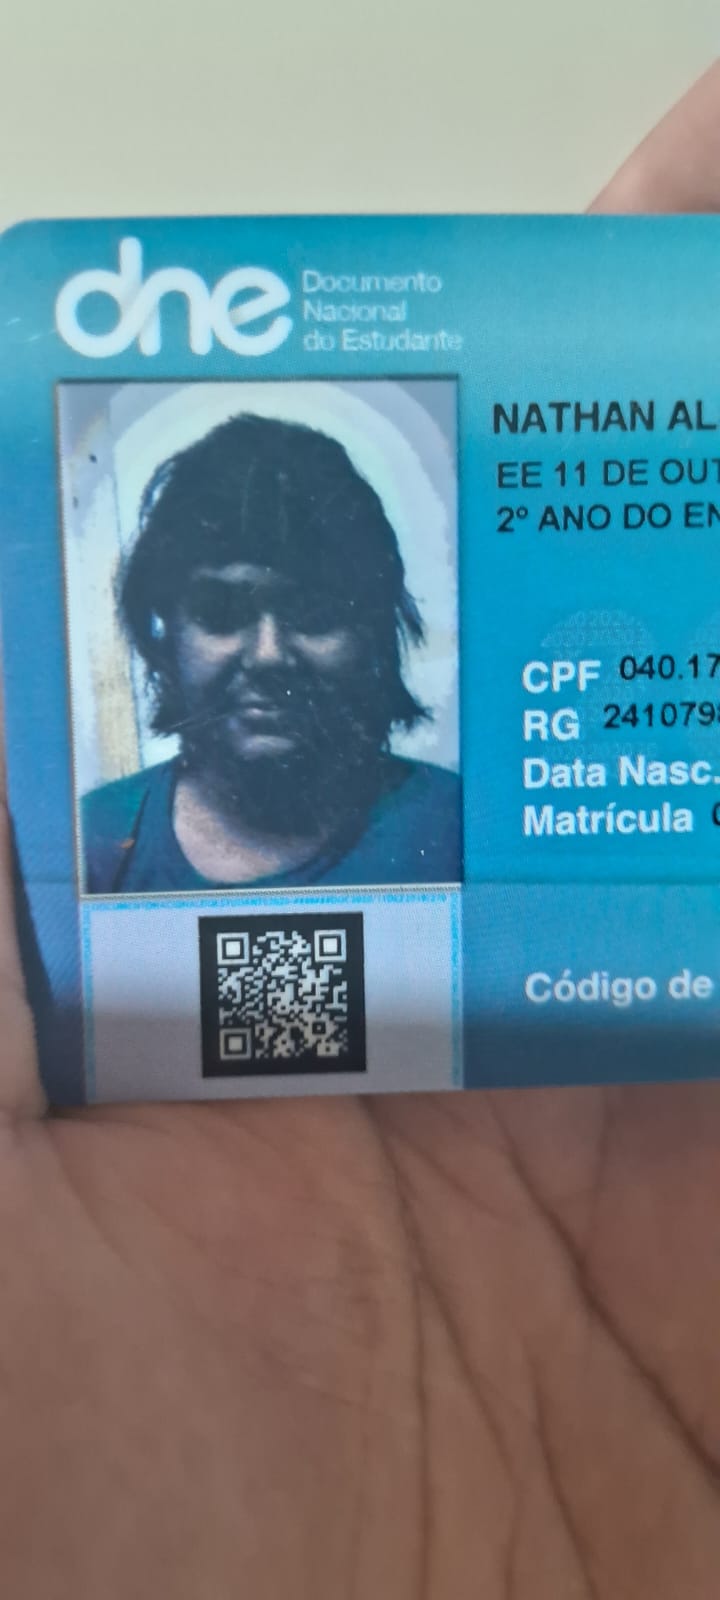 dne
Documento
Nacional
do Estudante
NATHAN AL
EE 11 DE OUT
2º ANO DO EN
CPF 040.17
RG 2410798
Data Nasc.
Matrícula
Código de